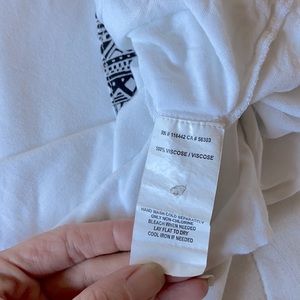 RN # 116442 CA # 56303
100% VISCOSE / VISCOSE
HAND WASH COLD SEPARATELY
ONLY NON-CHLORINE
BLEACH WHEN NEEDED
LAY FLAT TO DRY
COOL IRON IF NEEDED